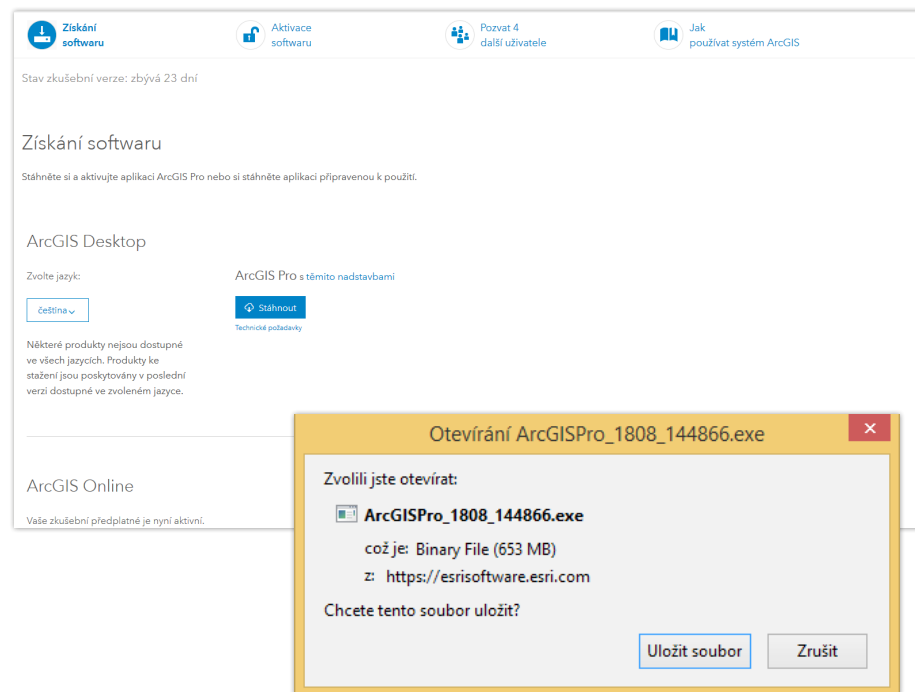 Získání
softwaru
Aktivace
softwaru
Pozvat 4
další uživatele
Jak
používat systém ArcGIS
Stav zkušební verze: zbývá 23 dní
Získání softwaru
Stáhněte si a aktivujte aplikaci ArcGIS Pro nebo si stáhněte aplikaci připravenou k použití.
ArcGIS Desktop
Zvolte jazyk:
čeština
Některé produkty nejsou dostupné
ve všech jazycích. Produkty ke
stažení jsou poskytovány v poslední
verzi dostupné ve zvoleném jazyce.
ArcGIS Pro s těmito nadstavbami
Stáhnout
Technické požadavky
ArcGIS Online
Vaše zkušební předplatné je nyní aktivní.
Otevírání ArcGISPro_1808_144866.exe
Zvolili jste otevírat:
ArcGISPro_1808_144866.exe
což je: Binary File (653 MB)
z: https://esrisoftware.esri.com
Chcete tento soubor uložit?
Uložit soubor
Zrušit